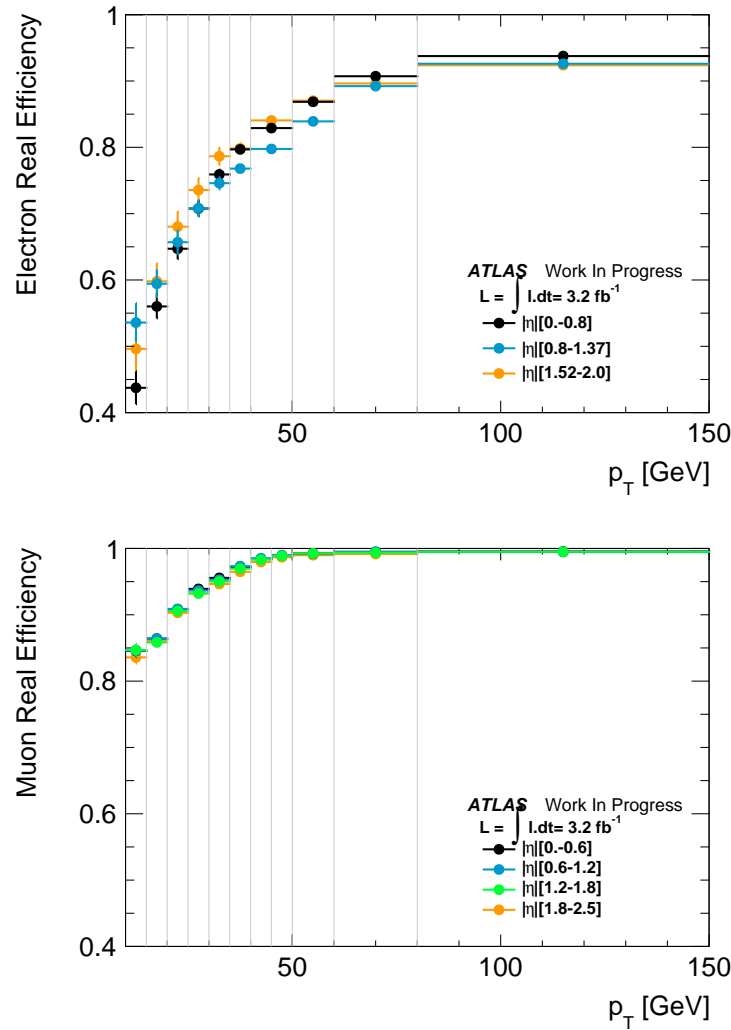 1
0.8
0.6
0.4
Electron Real Efficiency
ATLAS Work In Progress
L = ∫ l.dt= 3.2 fb⁻¹
|η|[0.-0.8]
|η|[0.8-1.37]
|η|[1.52-2.0]
50 100 150
p_T [GeV]
1
0.8
0.6
0.4
Muon Real Efficiency
ATLAS Work In Progress
L = ∫ l.dt= 3.2 fb⁻¹
|η|[0.-0.6]
|η|[0.6-1.2]
|η|[1.2-1.8]
|η|[1.8-2.5]
50 100 150
p_T [GeV]